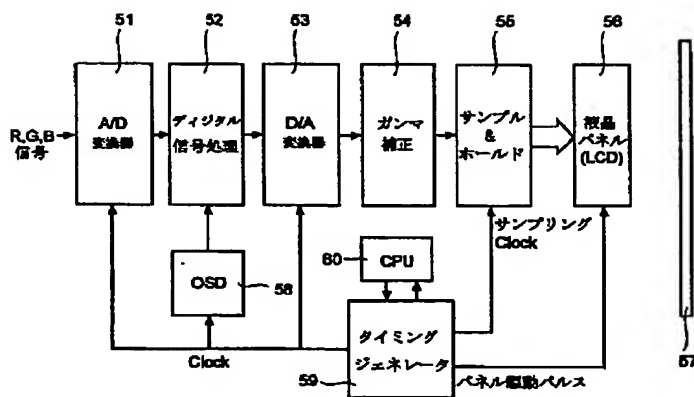 51
52
53
54
55
56
R,G,B
信号
A/D
変換器
ディジタル
信号処理
D/A
変換器
ガンマ
補正
サンプル
&
ホールド
液晶
パネル
(LCD)
サンプリング
Clock
60
CPU
OSD
58
Clock
タイミング
ジェネレータ
59
パネル駆動パルス
57